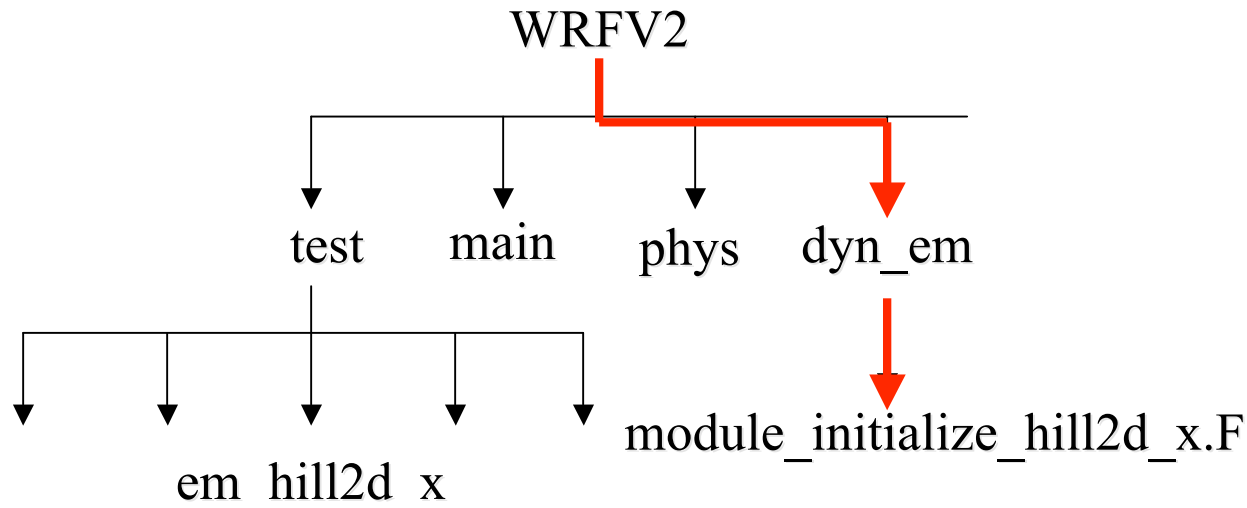 WRFV2
test main phys dyn_em
module_initialize_hill2d_x.F
em hill2d x